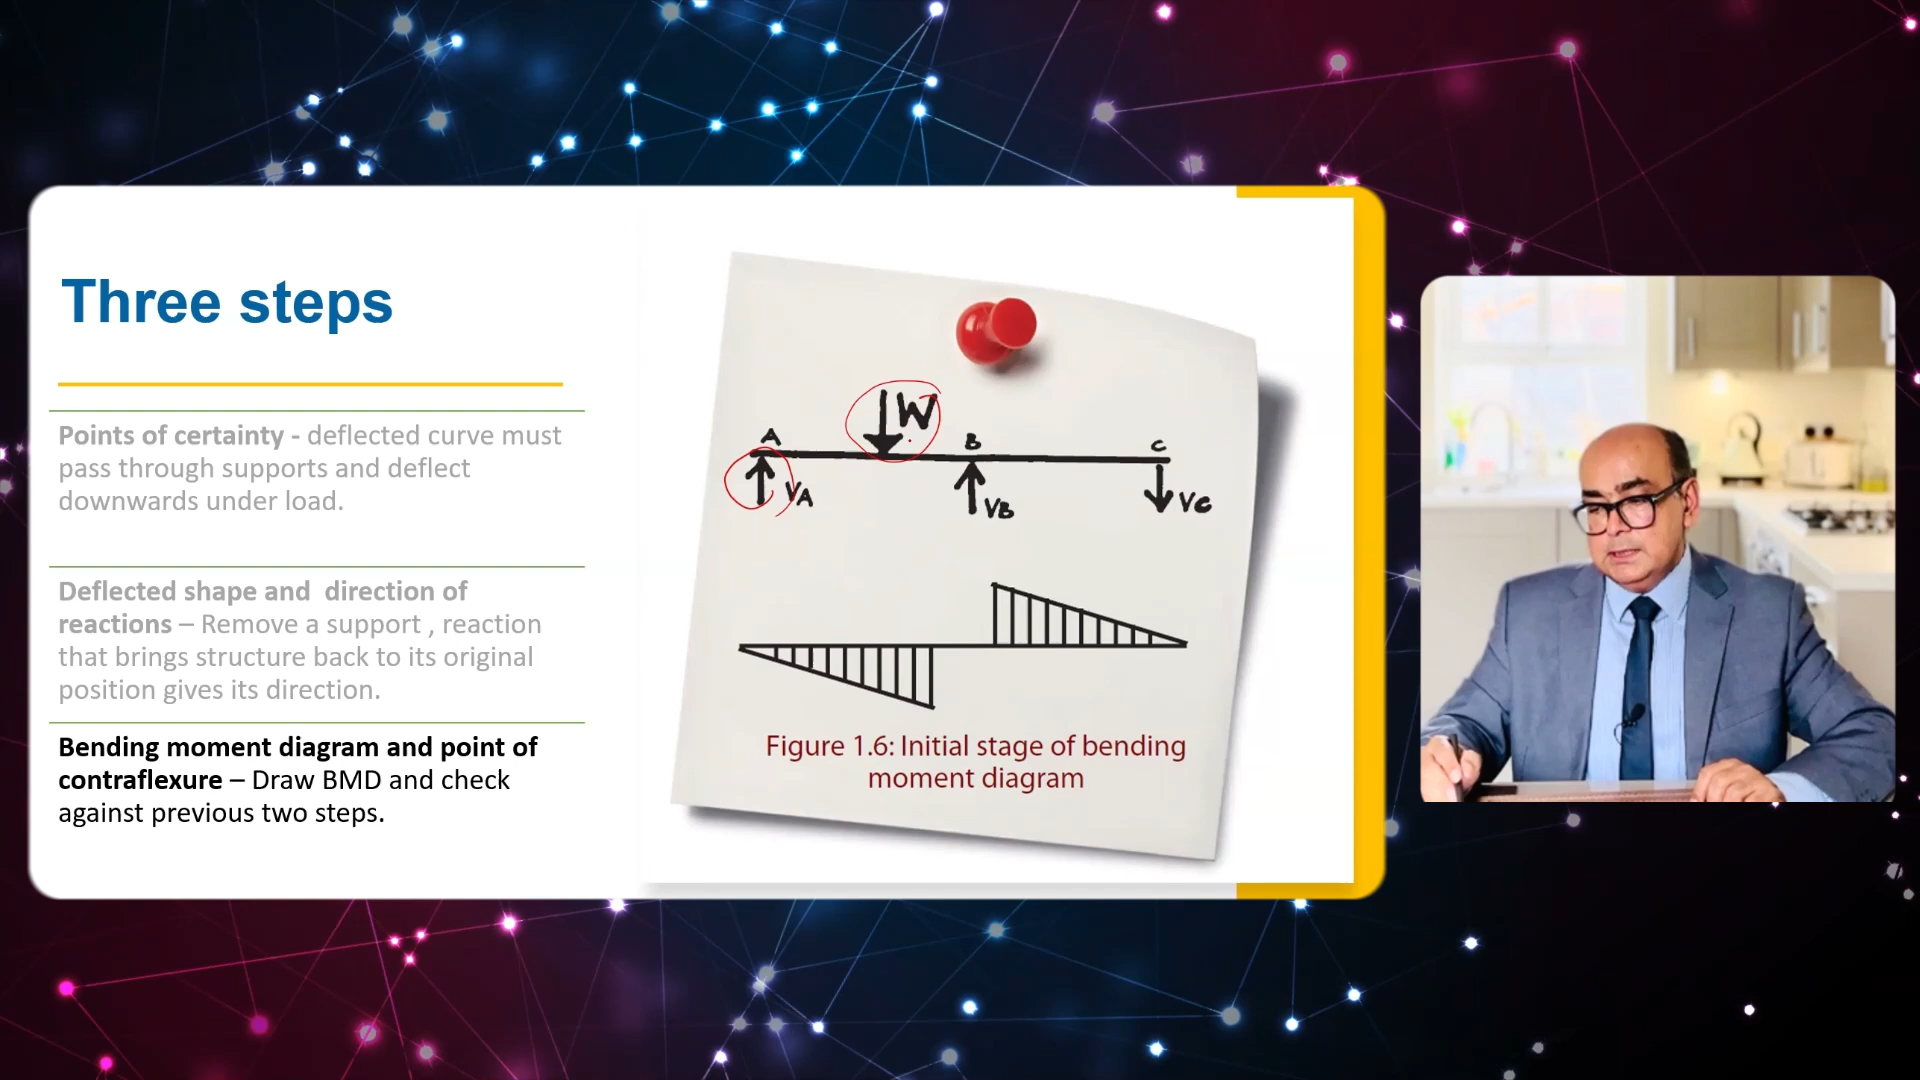 Three steps
Points of certainty - deflected curve must
pass through supports and deflect
downwards under load.
Deflected shape and direction of
reactions – Remove a support , reaction
that brings structure back to its original
position gives its direction.
Bending moment diagram and point of
contraflexure – Draw BMD and check
against previous two steps.
W
A B C
VA VB VC
Figure 1.6: Initial stage of bending
moment diagram